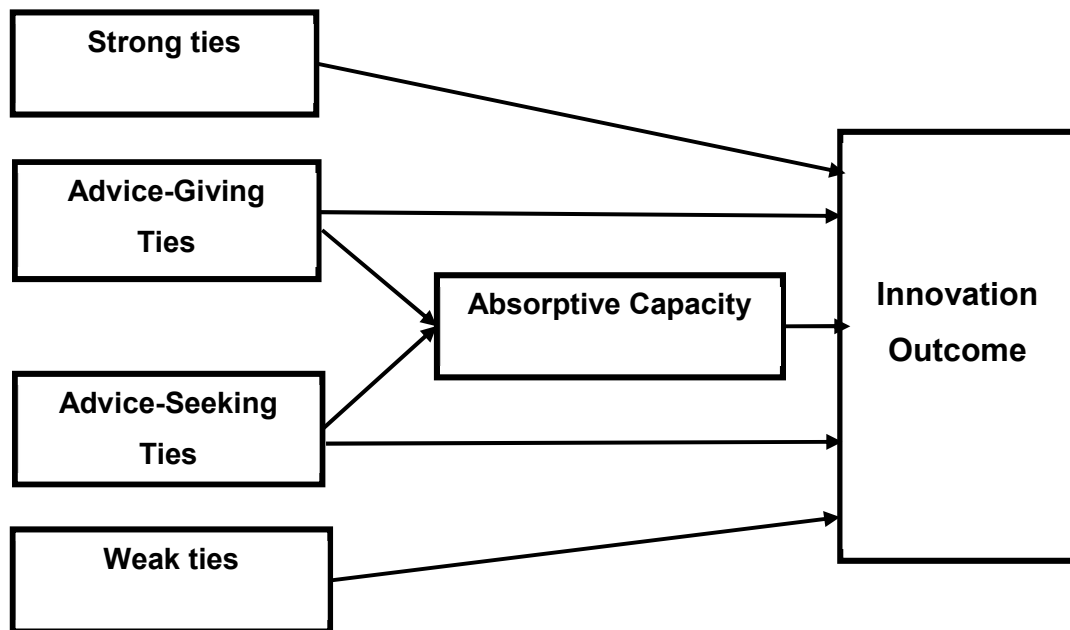 Strong ties
Advice-Giving
Ties
Absorptive Capacity
Innovation
Outcome
Advice-Seeking
Ties
Weak ties